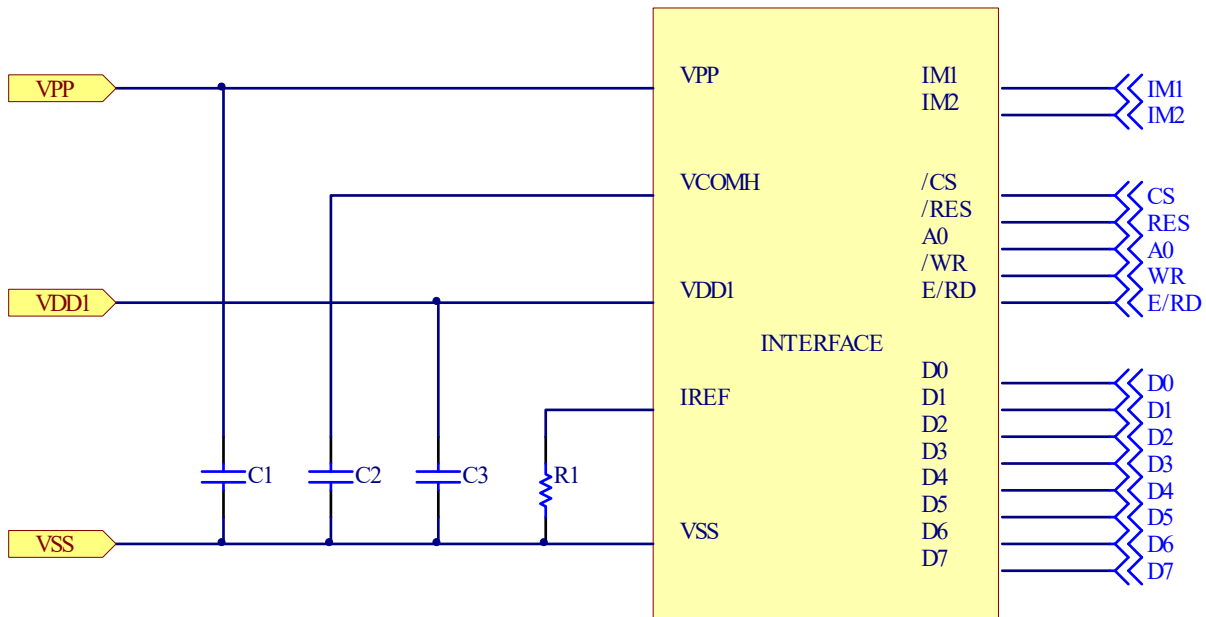 VPP
VDD1
VSS
C1
C2
C3
R1
VPP
VCOMH
VDD1
IREF
VSS
INTERFACE
IM1
IM2
/CS
/RES
A0
/WR
E/RD
D0
D1
D2
D3
D4
D5
D6
D7
IM1
IM2
CS
RES
A0
WR
E/RD
D0
D1
D2
D3
D4
D5
D6
D7